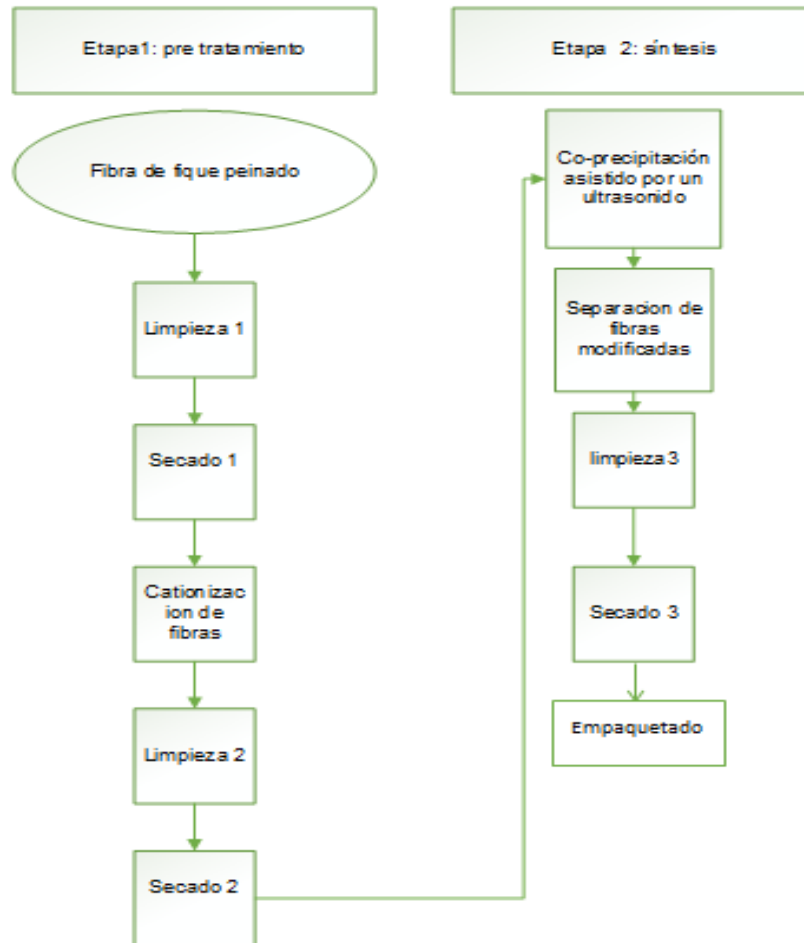 Etapa1: pre tratamiento
Fibra de fique peinado
Limpieza 1
Secado 1
Cationizac
ion de
fibras
Limpieza 2
Secado 2
Etapa 2: síntesis
Co-precipitación
asistido por un
ultrasonido
Separacion de
fibras
modificadas
limpieza 3
Secado 3
Empaquetado